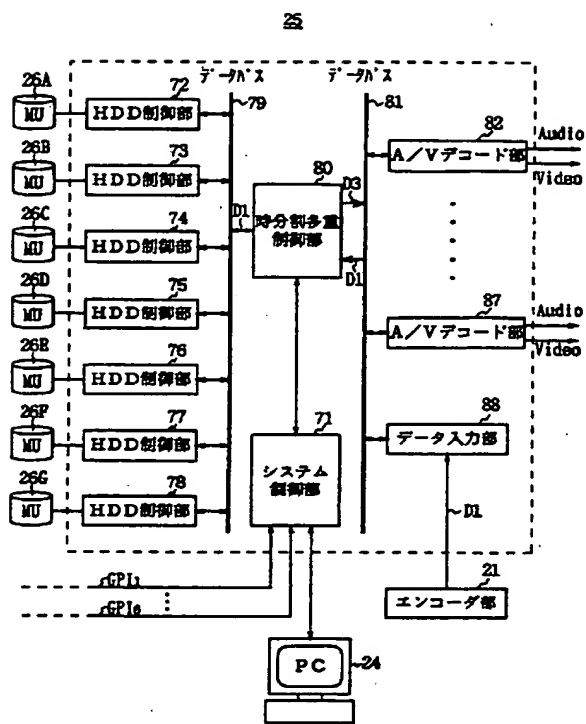 25
データバス
データバス
26A
MU
72
HDD制御部
79
81
82
A/Vデコード部
Audio
Video
26B
MU
73
HDD制御部
80
時分割多重
制御部
D1
D3
D1
26C
MU
74
HDD制御部
26D
MU
75
HDD制御部
87
A/Vデコード部
Audio
Video
26E
MU
76
HDD制御部
26F
MU
77
HDD制御部
71
システム
制御部
88
データ入力部
26G
MU
78
HDD制御部
D1
21
エンコーダ部
GPI1
GPI6
PC
24